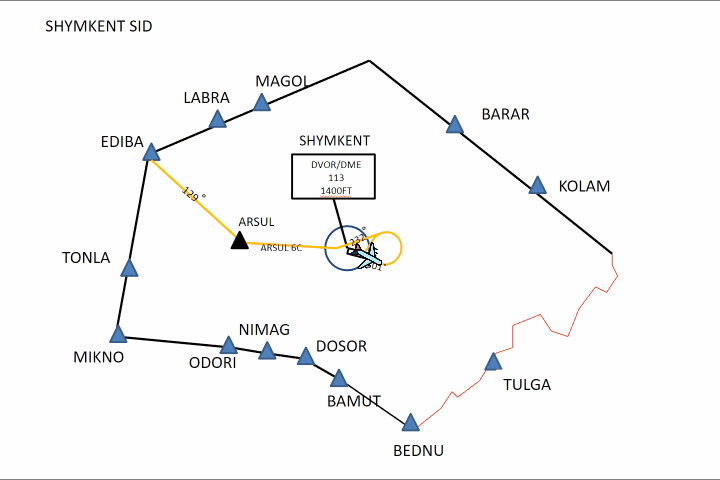 SHYMKENT SID
MAGOL
LABRA
BARAR
EDIBA
SHYMKENT
DVOR/DME
113
1400FT
KOLAM
129 °
ARSUL
ARSUL 6C
232°
TONLA
NIMAG
DOSOR
MIKNO
ODORI
TULGA
BAMUT
BEDNU